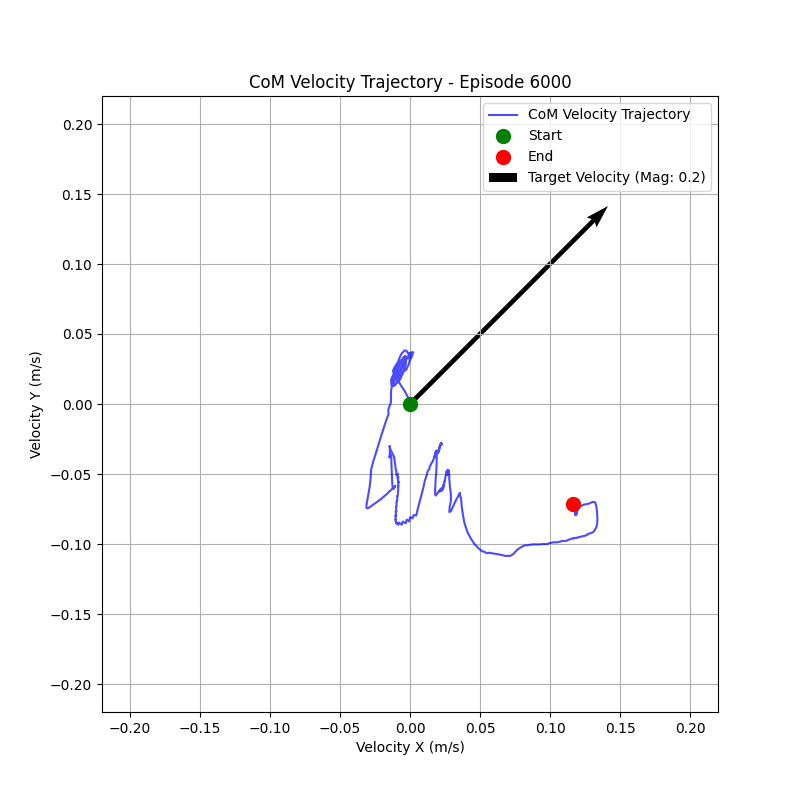 CoM Velocity Trajectory - Episode 6000
CoM Velocity Trajectory
Start
End
Target Velocity (Mag: 0.2)
0.20
0.15
0.10
0.05
0.00
−0.05
−0.10
−0.15
−0.20
Velocity Y (m/s)
−0.20 −0.15 −0.10 −0.05 0.00 0.05 0.10 0.15 0.20
Velocity X (m/s)